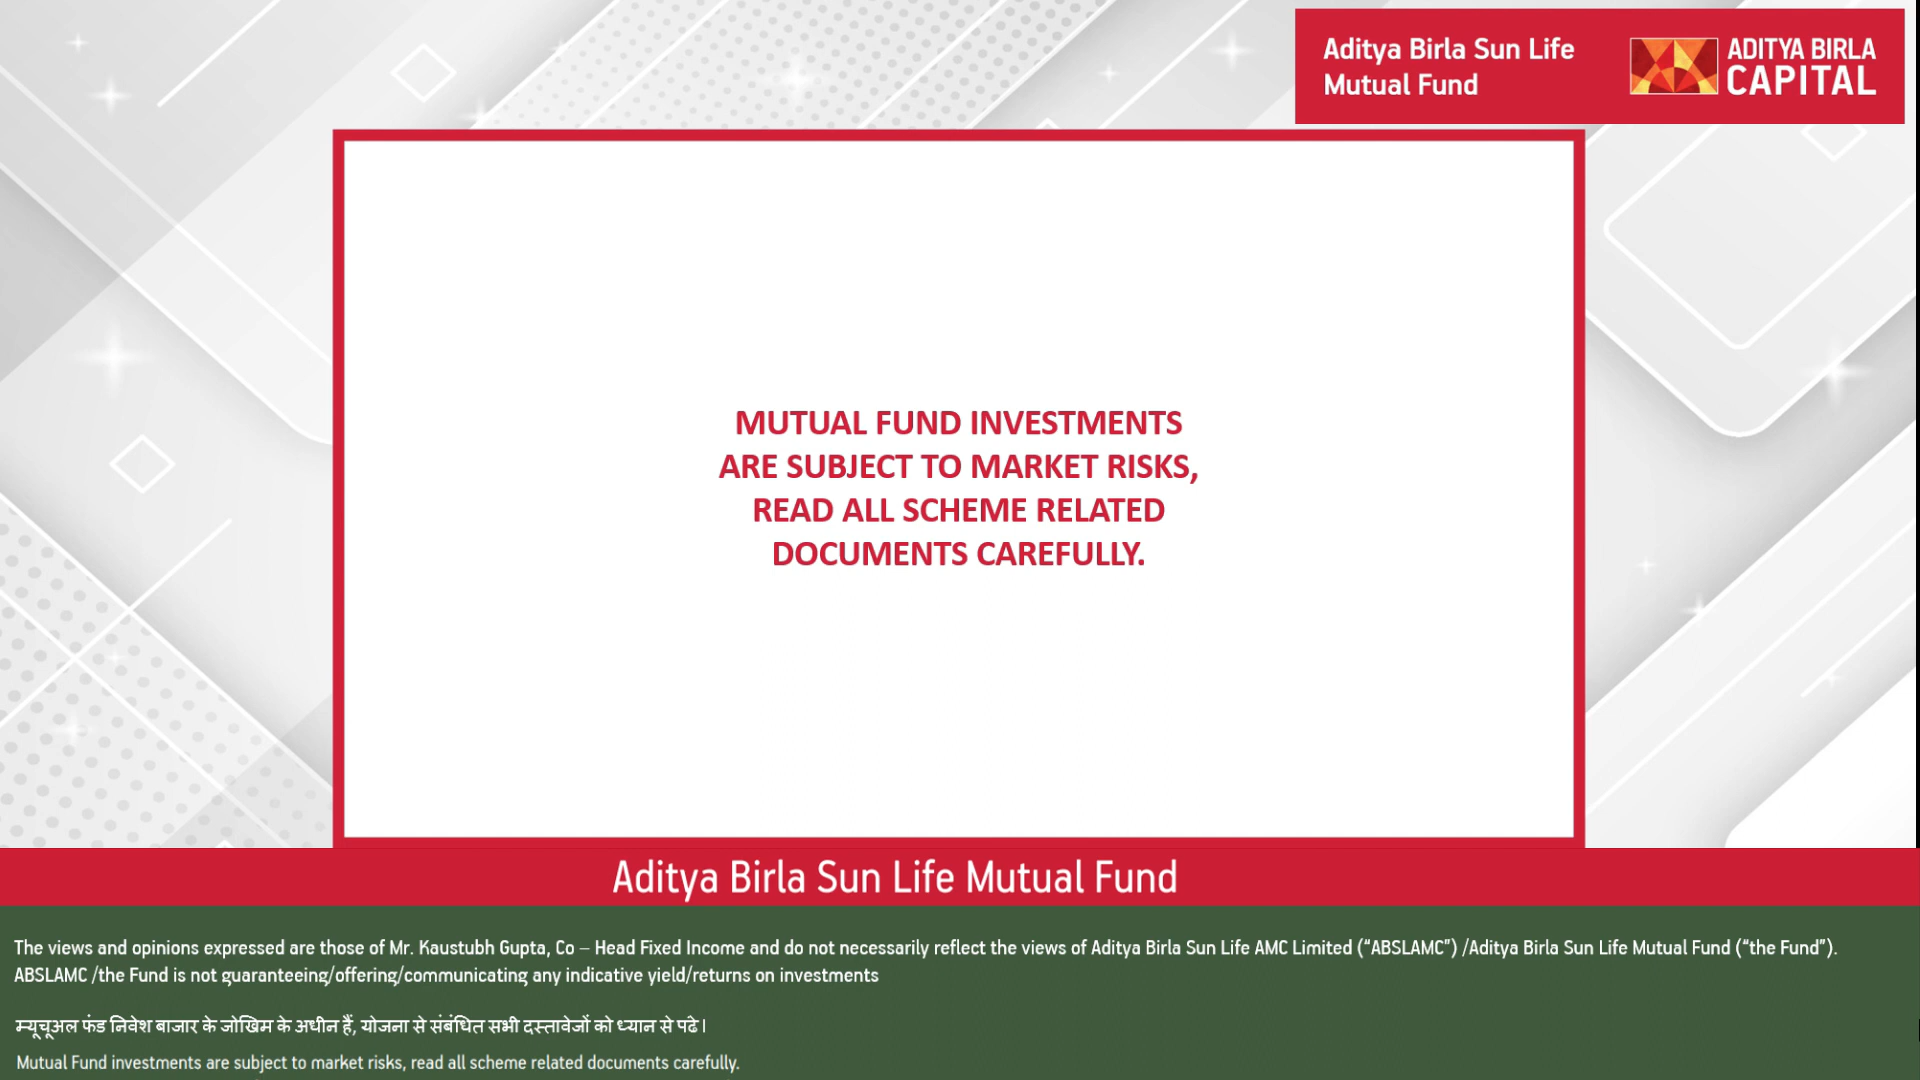 Aditya Birla Sun Life
Mutual Fund
ADITYA BIRLA
CAPITAL
MUTUAL FUND INVESTMENTS
ARE SUBJECT TO MARKET RISKS,
READ ALL SCHEME RELATED
DOCUMENTS CAREFULLY.
Aditya Birla Sun Life Mutual Fund
The views and opinions expressed are those of Mr. Kaustubh Gupta, Co – Head Fixed Income and do not necessarily reflect the views of Aditya Birla Sun Life AMC Limited (“ABSLAMC”) /Aditya Birla Sun Life Mutual Fund (“the Fund”).
ABSLAMC /the Fund is not guaranteeing/offering/communicating any indicative yield/returns on investments
म्यूचूअल फंड निवेश बाजार के जोखिम के अधीन हैं, योजना से संबंधित सभी दस्तावेजों को ध्यान से पढे।
Mutual Fund investments are subject to market risks, read all scheme related documents carefully.